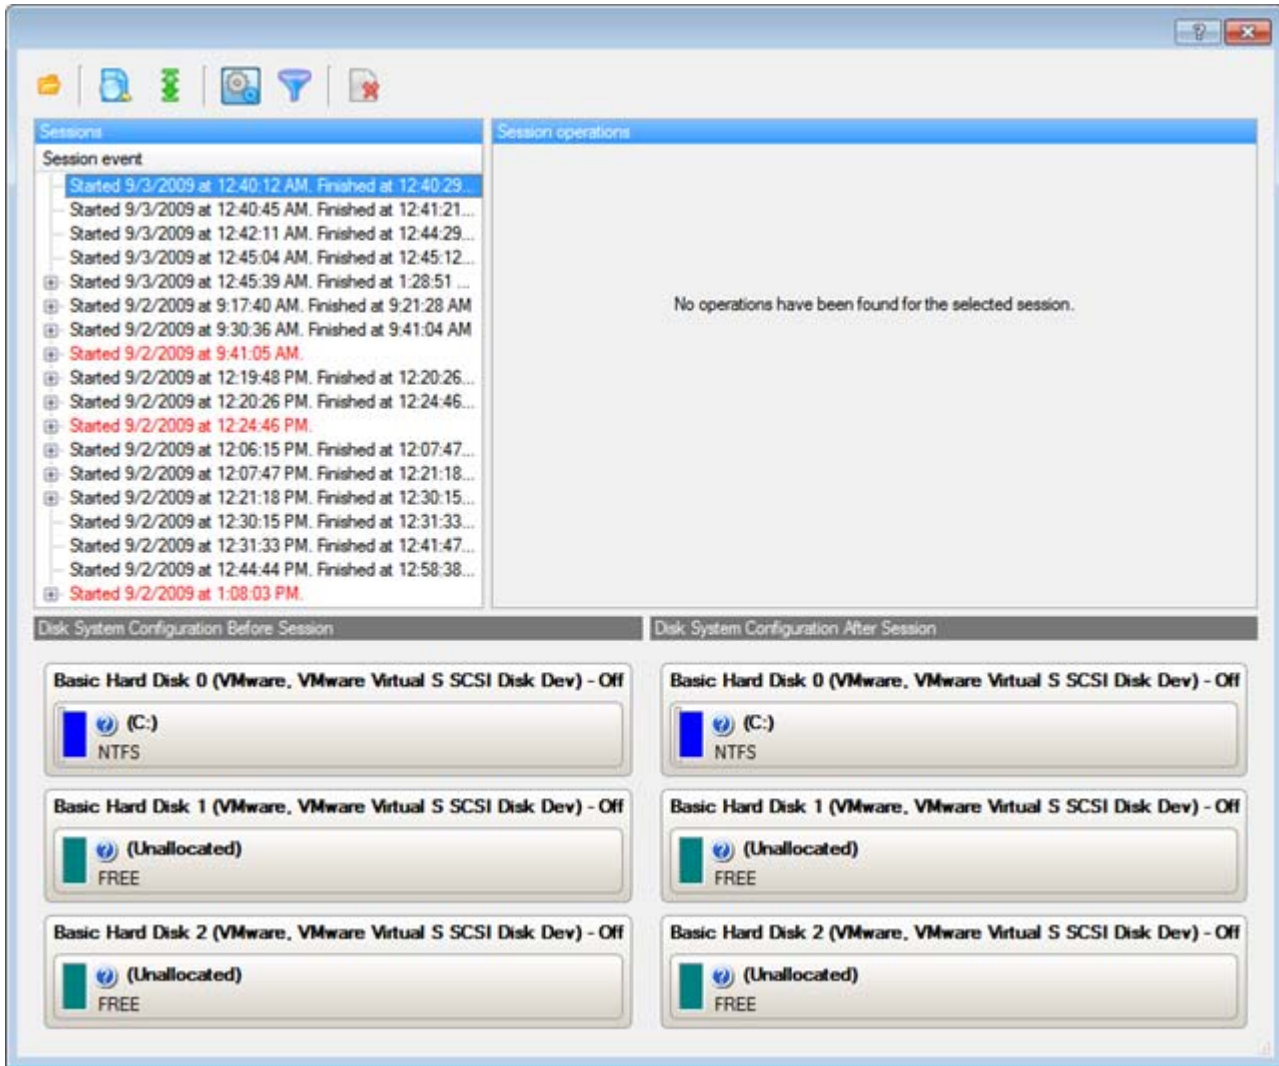 Sessions
Session event
Started 9/3/2009 at 12:40:12 AM. Finished at 12:40:29...
Started 9/3/2009 at 12:40:45 AM. Finished at 12:41:21...
Started 9/3/2009 at 12:42:11 AM. Finished at 12:44:29...
Started 9/3/2009 at 12:45:04 AM. Finished at 12:45:12...
Started 9/3/2009 at 12:45:39 AM. Finished at 1:28:51 ...
Started 9/2/2009 at 9:17:40 AM. Finished at 9:21:28 AM
Started 9/2/2009 at 9:30:36 AM. Finished at 9:41:04 AM
Started 9/2/2009 at 9:41:05 AM.
Started 9/2/2009 at 12:19:48 PM. Finished at 12:20:26...
Started 9/2/2009 at 12:20:26 PM. Finished at 12:24:46...
Started 9/2/2009 at 12:24:46 PM.
Started 9/2/2009 at 12:06:15 PM. Finished at 12:07:47...
Started 9/2/2009 at 12:07:47 PM. Finished at 12:21:18...
Started 9/2/2009 at 12:21:18 PM. Finished at 12:30:15...
Started 9/2/2009 at 12:30:15 PM. Finished at 12:31:33...
Started 9/2/2009 at 12:31:33 PM. Finished at 12:41:47...
Started 9/2/2009 at 12:44:44 PM. Finished at 12:58:38...
Started 9/2/2009 at 1:08:03 PM.
Session operations
No operations have been found for the selected session.
Disk System Configuration Before Session
Basic Hard Disk 0 (VMware, VMware Virtual S SCSI Disk Dev) - Off
(C:)
NTFS
Basic Hard Disk 1 (VMware, VMware Virtual S SCSI Disk Dev) - Off
(Unallocated)
FREE
Basic Hard Disk 2 (VMware, VMware Virtual S SCSI Disk Dev) - Off
(Unallocated)
FREE
Disk System Configuration After Session
Basic Hard Disk 0 (VMware, VMware Virtual S SCSI Disk Dev) - Off
(C:)
NTFS
Basic Hard Disk 1 (VMware, VMware Virtual S SCSI Disk Dev) - Off
(Unallocated)
FREE
Basic Hard Disk 2 (VMware, VMware Virtual S SCSI Disk Dev) - Off
(Unallocated)
FREE